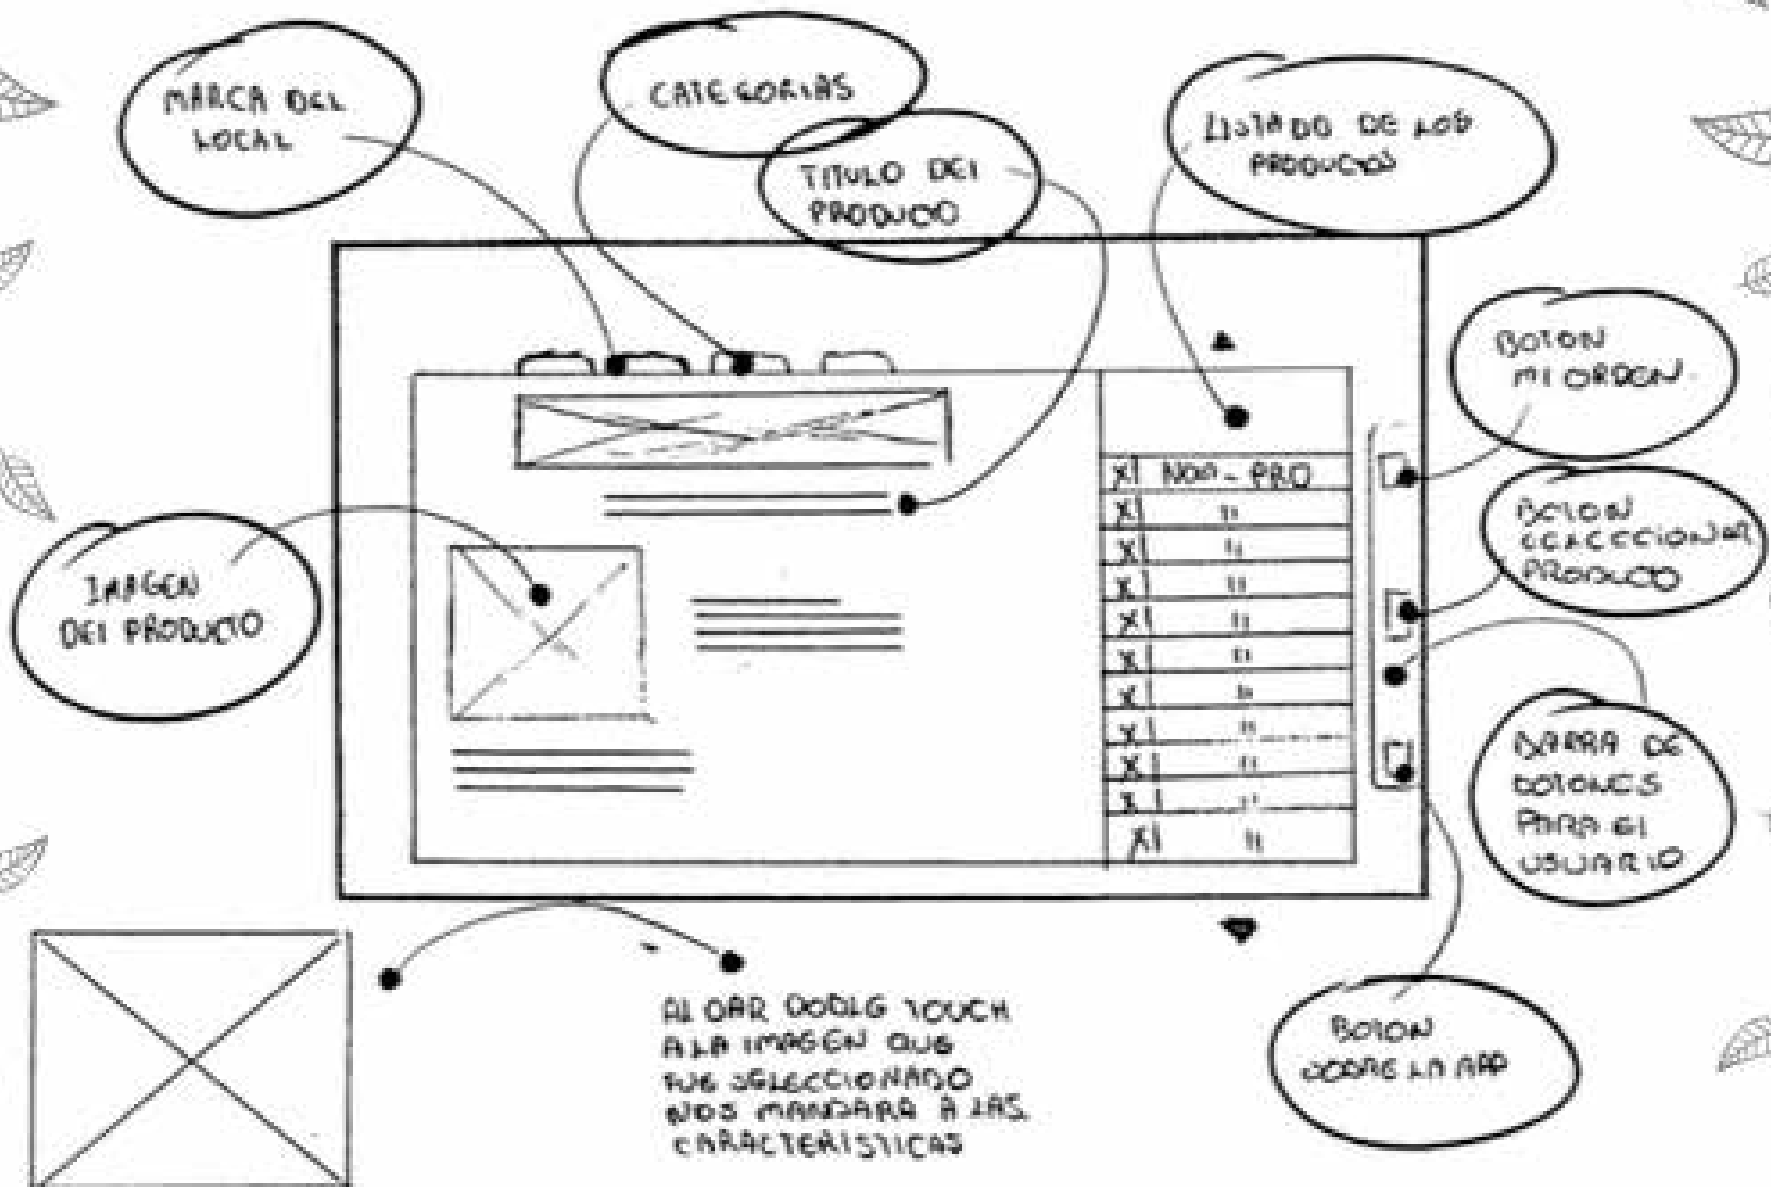 MARCA DEL
LOCAL
CATEGORIAS
TITULO DEL
PRODUCTO
LISTADO DE LOS
PRODUCTOS
BOTON
MI ORDEN
BOTON
SELECCIONAR
PRODUCTO
IMAGEN
DEL PRODUCTO
X NOM-PRO
X "
X "
X "
X "
X "
X "
X "
X "
X "
X "
BARRA DE
BOTONES
PARA EL
USUARIO
AL DAR DOBLE TOUCH
A LA IMAGEN QUE
FUE SELECCIONADO
NOS MANDARA A LAS
CARACTERISTICAS
BOTON
SOBRE LA APP